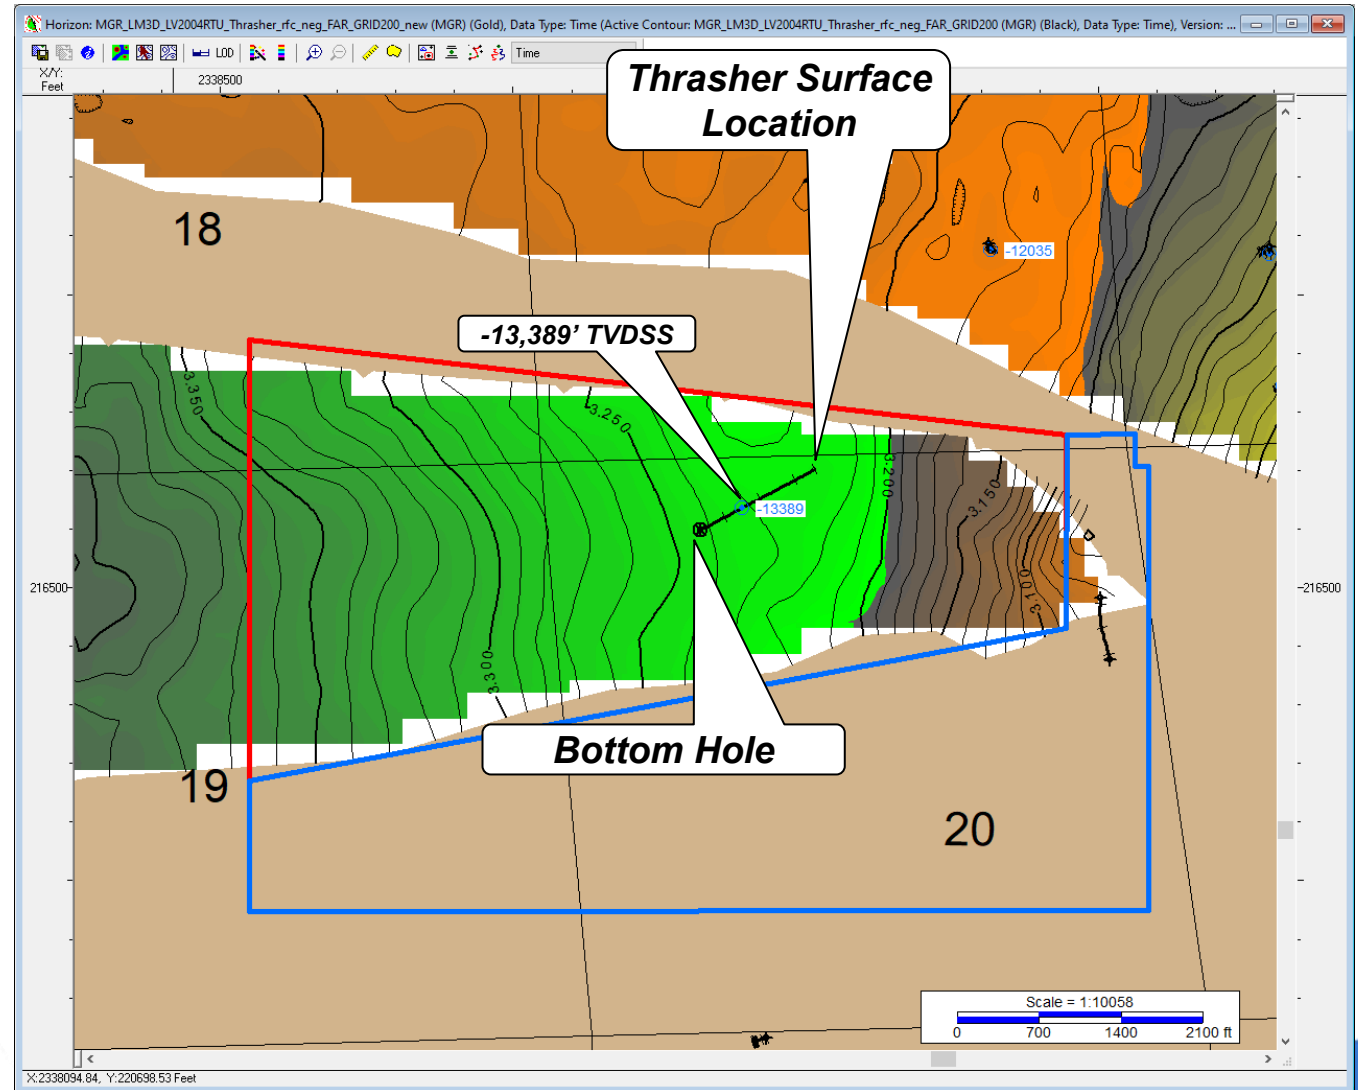 Horizon: MGR_LM3D_LV2004RTU_Thrasher_rfc_neg_FAR_GRID200_new (MGR) (Gold), Data Type: Time (Active Contour: MGR_LM3D_LV2004RTU_Thrasher_rfc_neg_FAR_GRID200 (MGR) (Black), Data Type: Time), Version: ...
LOD
Time
X/Y:
Feet
2338500
Thrasher Surface
Location
18
-12035
-13,389' TVDSS
-3.350
-3.250
-3.200
-3.150
-13389
216500
-216500
-3.100
-3.300
Bottom Hole
19
20
Scale = 1:10058
0 700 1400 2100 ft
X:2338094.84, Y:220698.53 Feet